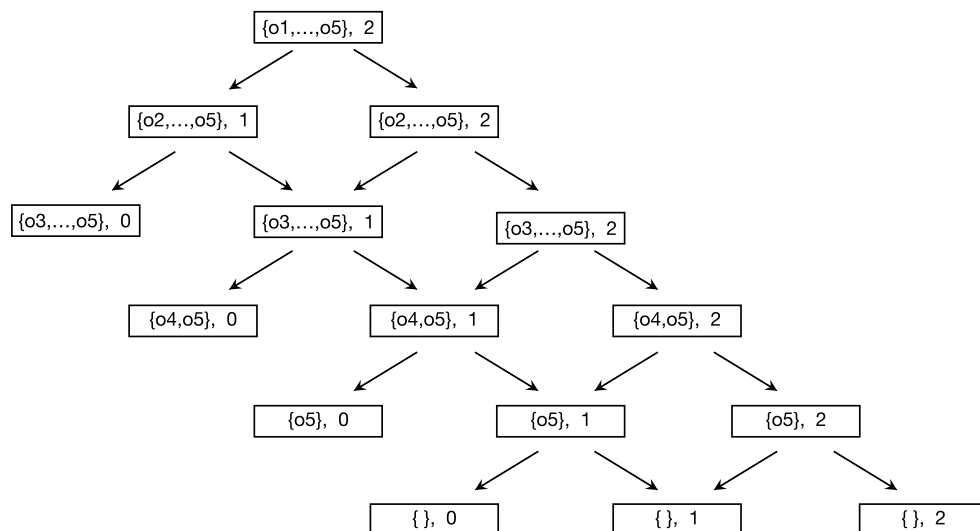 {o1,...,o5}, 2
{o2,...,o5}, 1
{o2,...,o5}, 2
{o3,...,o5}, 0
{o3,...,o5}, 1
{o3,...,o5}, 2
{o4,o5}, 0
{o4,o5}, 1
{o4,o5}, 2
{o5}, 0
{o5}, 1
{o5}, 2
{ }, 0
{ }, 1
{ }, 2